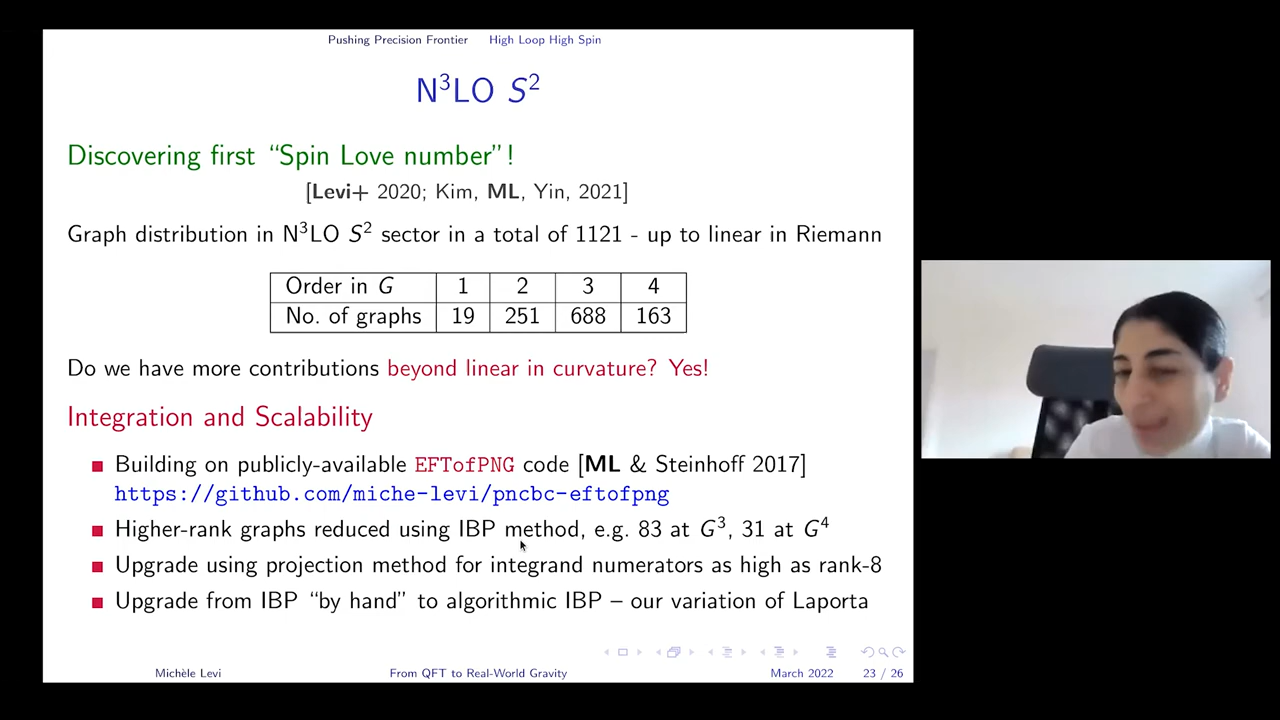 Pushing Precision Frontier High Loop High Spin
N³LO S²
Discovering first “Spin Love number”!
[Levi+ 2020; Kim, ML, Yin, 2021]
Graph distribution in N³LO S² sector in a total of 1121 - up to linear in Riemann
Order in G 1 2 3 4
No. of graphs 19 251 688 163
Do we have more contributions beyond linear in curvature? Yes!
Integration and Scalability
Building on publicly-available EFTofPNG code [ML & Steinhoff 2017]
https://github.com/miche-levi/pncbc-eftofpng
Higher-rank graphs reduced using IBP method, e.g. 83 at G³, 31 at G⁴
Upgrade using projection method for integrand numerators as high as rank-8
Upgrade from IBP “by hand” to algorithmic IBP – our variation of Laporta
Michèle Levi From QFT to Real-World Gravity March 2022 23 / 26